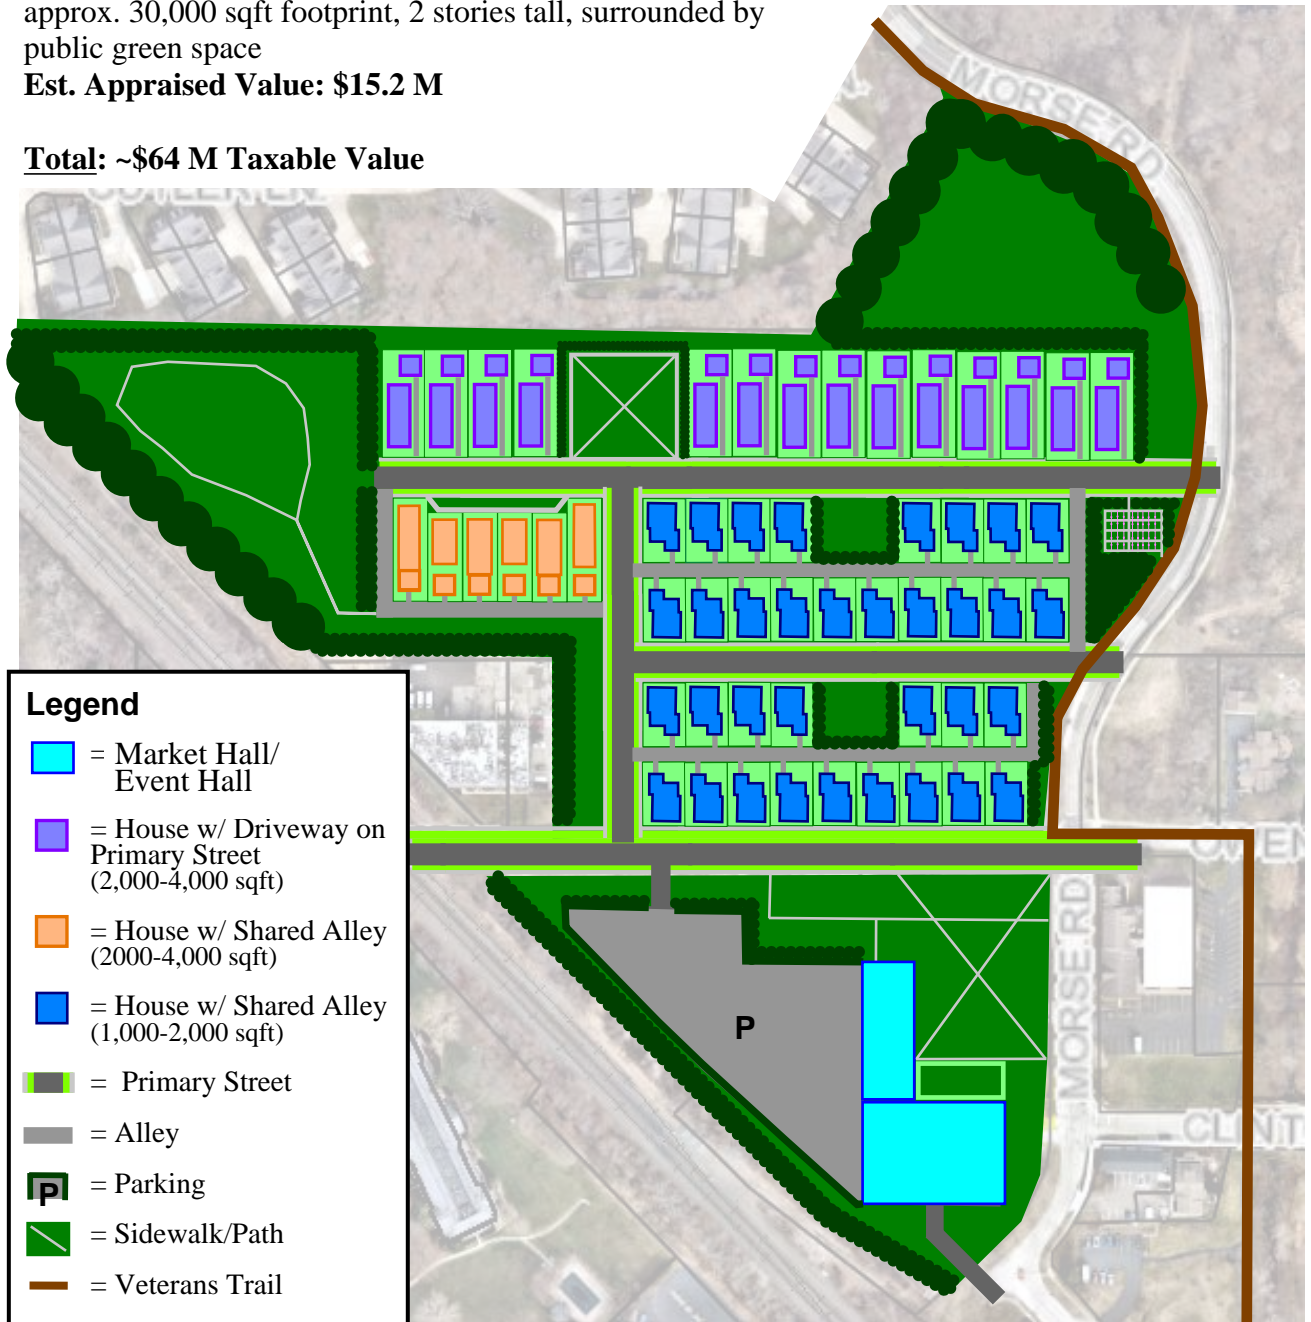 approx. 30,000 sqft footprint, 2 stories tall, surrounded by
public green space
Est. Appraised Value: $15.2 M
Total: ~$64 M Taxable Value
MORSE RD
Legend
= Market Hall/
Event Hall
= House w/ Driveway on
Primary Street
(2,000-4,000 sqft)
= House w/ Shared Alley
(2000-4,000 sqft)
= House w/ Shared Alley
(1,000-2,000 sqft)
= Primary Street
= Alley
P = Parking
= Sidewalk/Path
= Veterans Trail
P
MORSE RD